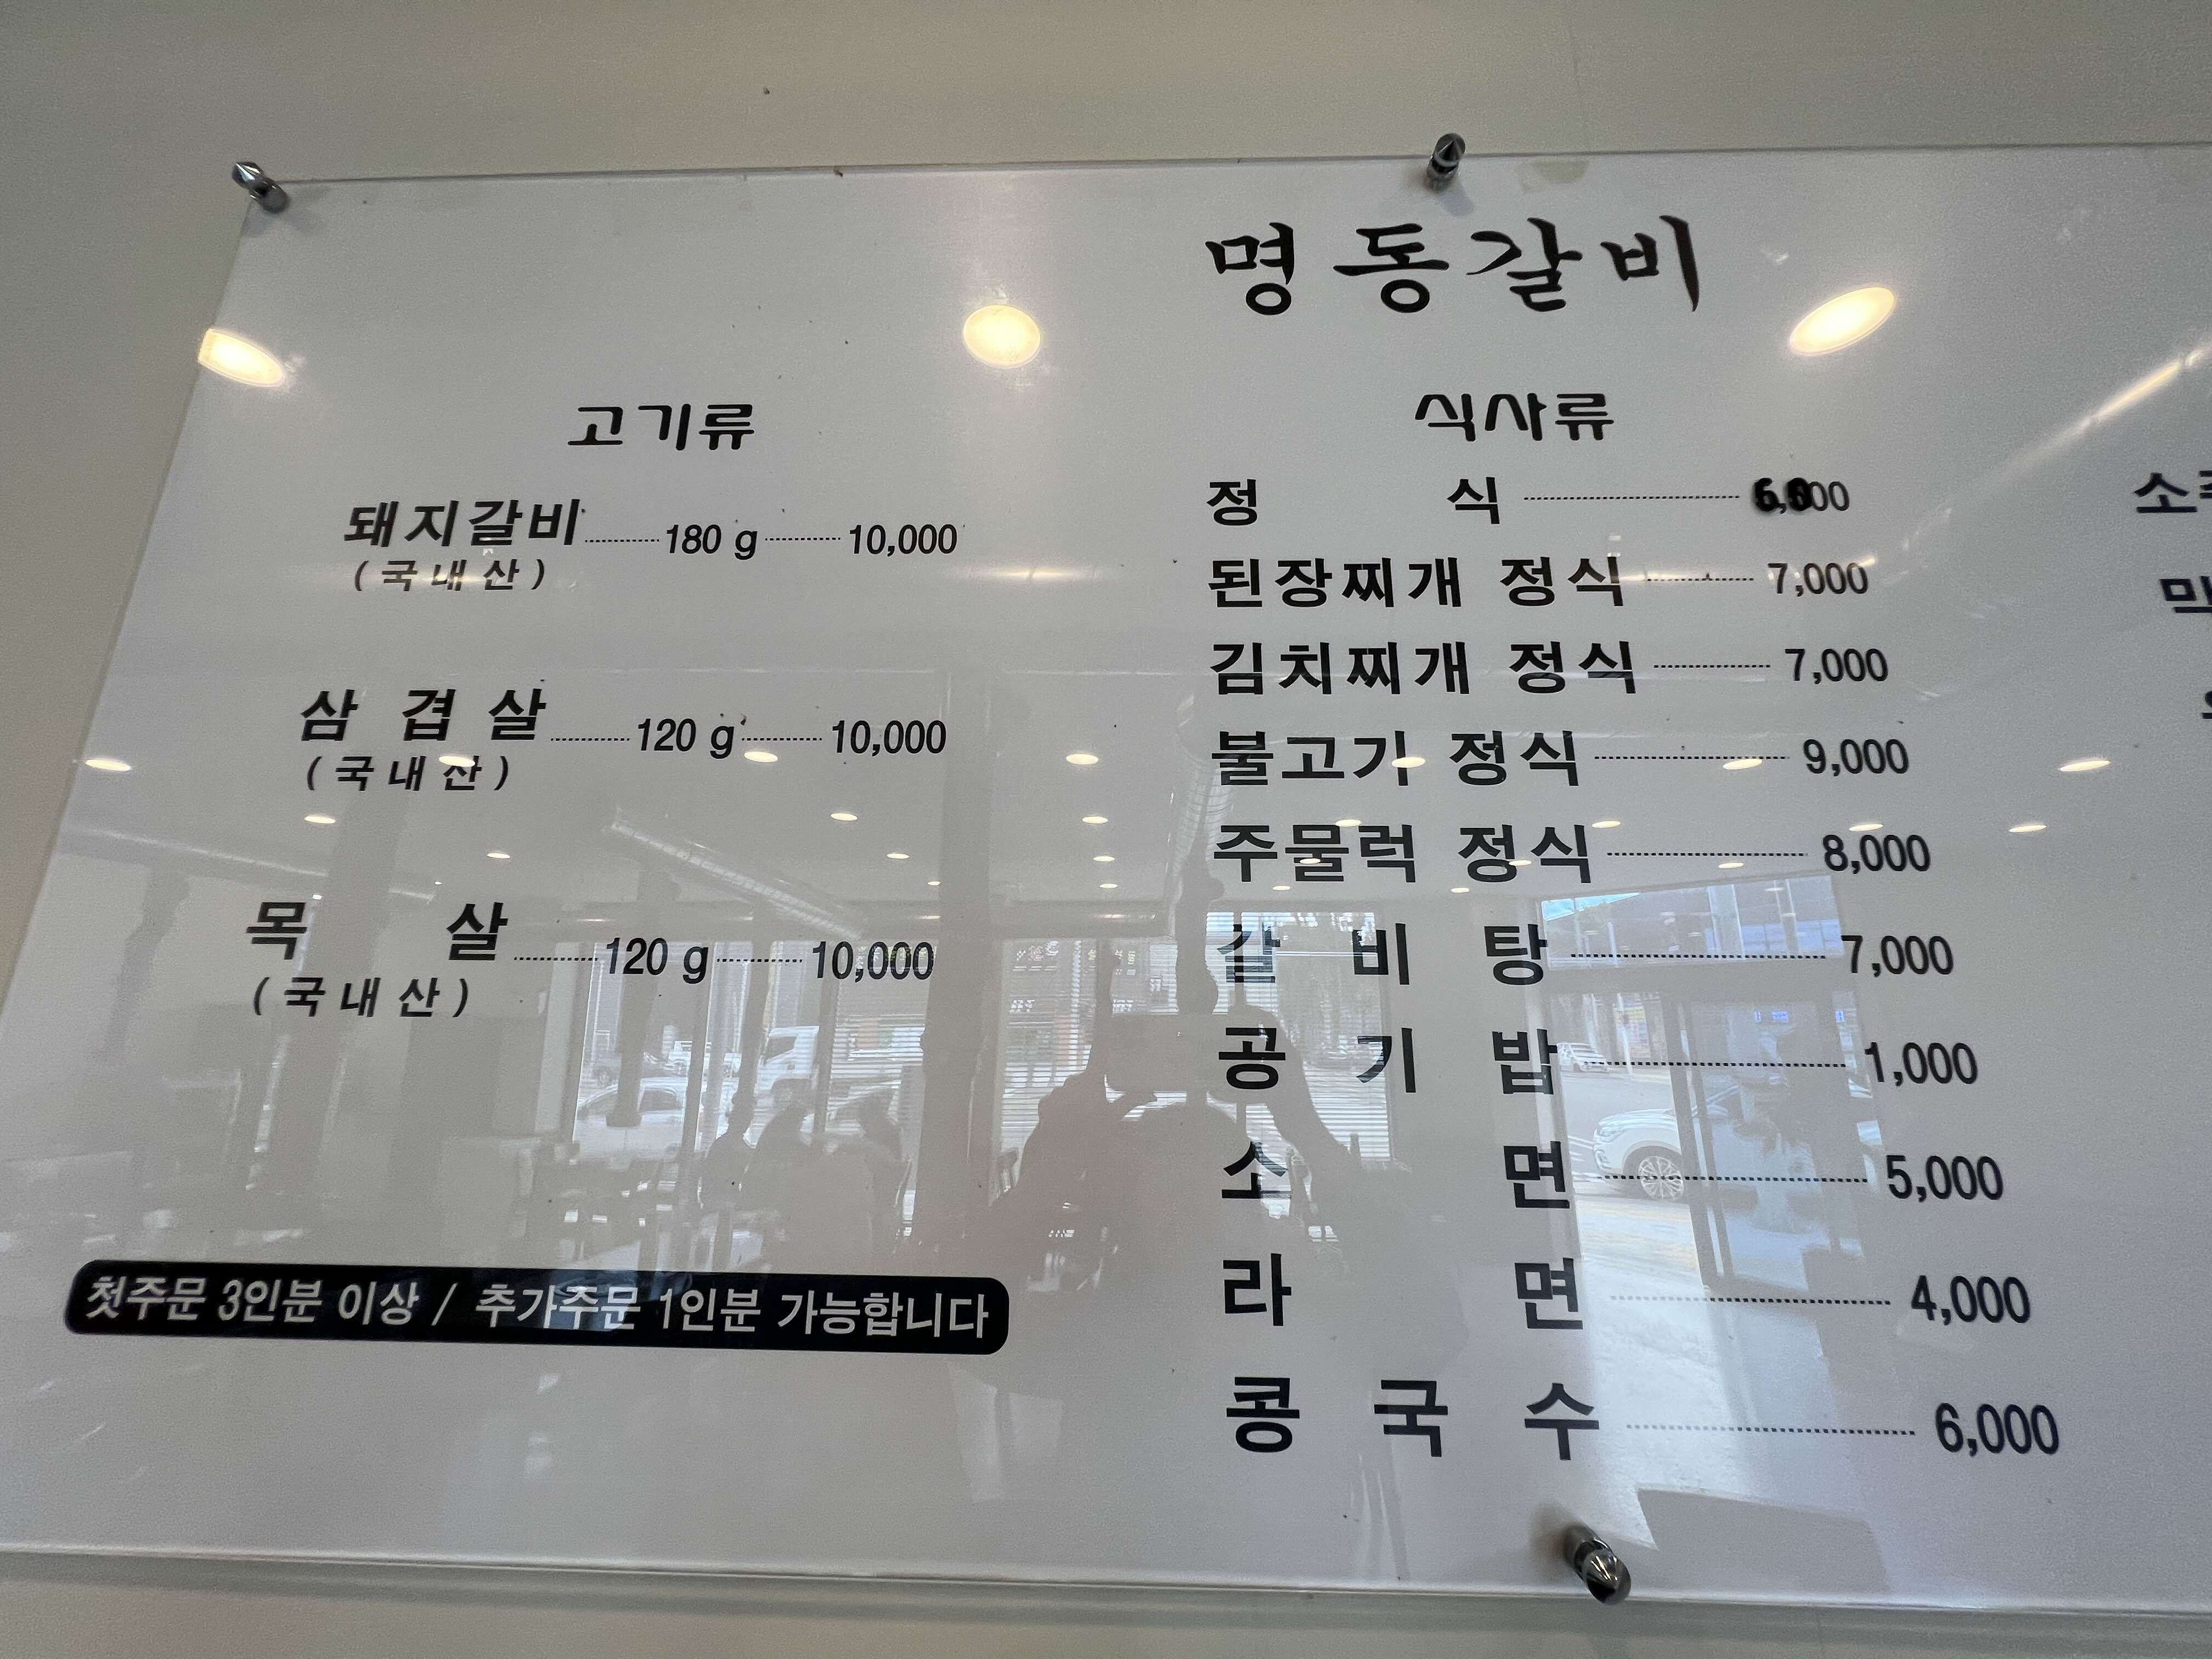 명동갈비
고기류
돼지갈비 180 g 10,000
(국내산)
삼겹살 120 g 10,000
(국내산)
목살 120 g 10,000
(국내산)
첫주문 3인분 이상 / 추가주문 1인분 가능합니다
식사류
정식
된장찌개 정식 7,000
김치찌개 정식 7,000
불고기 정식 9,000
주물럭 정식 8,000
갈비탕 7,000
공기밥 1,000
소면 5,000
라면 4,000
콩국수 6,000